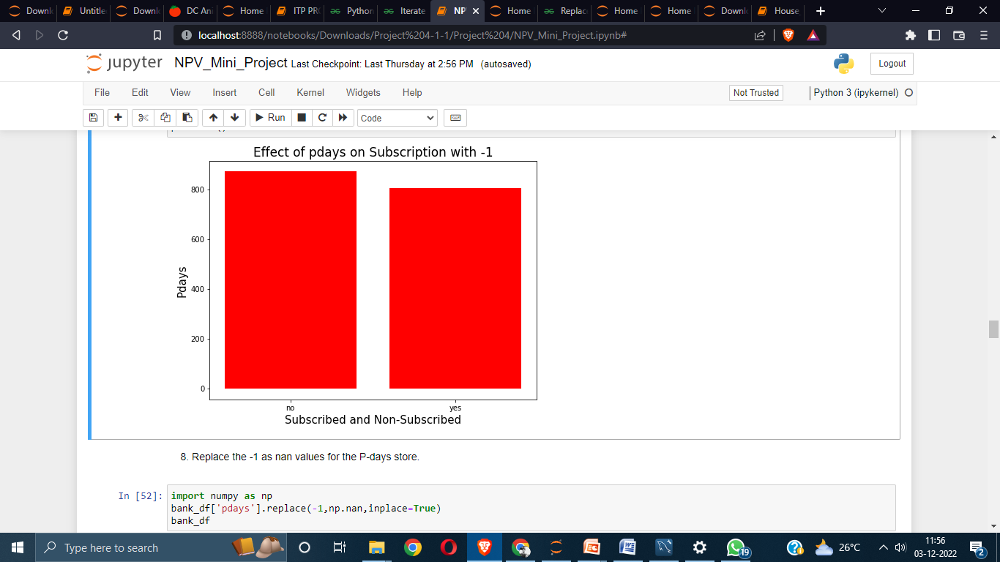 Downl
Untitle
Downl
DC Ani
Home
ITP PR
Python
Iterate
NP
Home
Replac
Home
Home
Downl
House
localhost:8888/notebooks/Downloads/Project%204-1-1/Project%204/NPV_Mini_Project.ipynb#
jupyter NPV_Mini_Project Last Checkpoint: Last Thursday at 2:56 PM (autosaved)
Logout
File Edit View Insert Cell Kernel Widgets Help
Not Trusted
Python 3 (ipykernel)
Run
Code
Effect of pdays on Subscription with -1
800
600
400
200
0
Pdays
no yes
Subscribed and Non-Subscribed
8. Replace the -1 as nan values for the P-days store.
In [52]:
import numpy as np
bank_df['pdays'].replace(-1,np.nan,inplace=True)
bank_df
Type here to search
19
26°C
11:56
03-12-2022
2